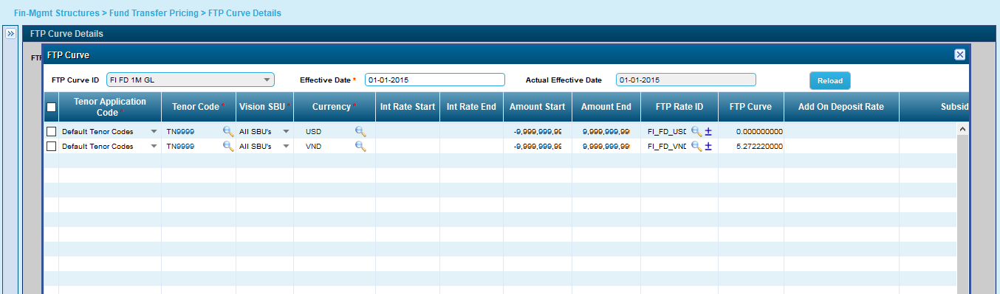 Fin-Mgmt Structures > Fund Transfer Pricing > FTP Curve Details
FTP Curve Details
FTP Curve
FTP Curve ID FI FD 1M GL Effective Date * 01-01-2015 Actual Effective Date 01-01-2015 Reload
Tenor Application Code * Tenor Code * Vision SBU * Currency * Int Rate Start Int Rate End Amount Start Amount End FTP Rate ID FTP Curve Add On Deposit Rate Subsid
Default Tenor Codes TN9999 All SBU's USD -9,999,999,99 9,999,999,99 FI_FD_USD ± 0.000000000
Default Tenor Codes TN9999 All SBU's VND -9,999,999,99 9,999,999,99 FI_FD_VND ± 5.272220000